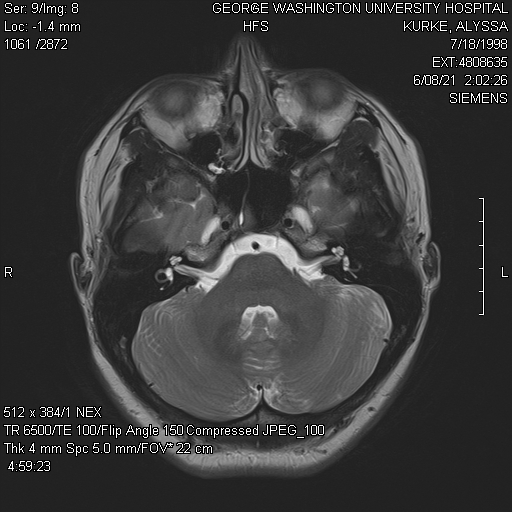 Ser: 9/Img: 8
Loc: -1.4 mm
1061 /2872
HFS
GEORGE WASHINGTON UNIVERSITY HOSPITAL
KURKE, ALYSSA
7/18/1998
EXT:4808635
6/08/21 2:02:26
SIEMENS
R
L
512 x 384/1 NEX
TR 6500/TE 100/Flip Angle 150 Compressed JPEG_100
Thk 4 mm Spc 5.0 mm/FOV* 22 cm
4:59:23